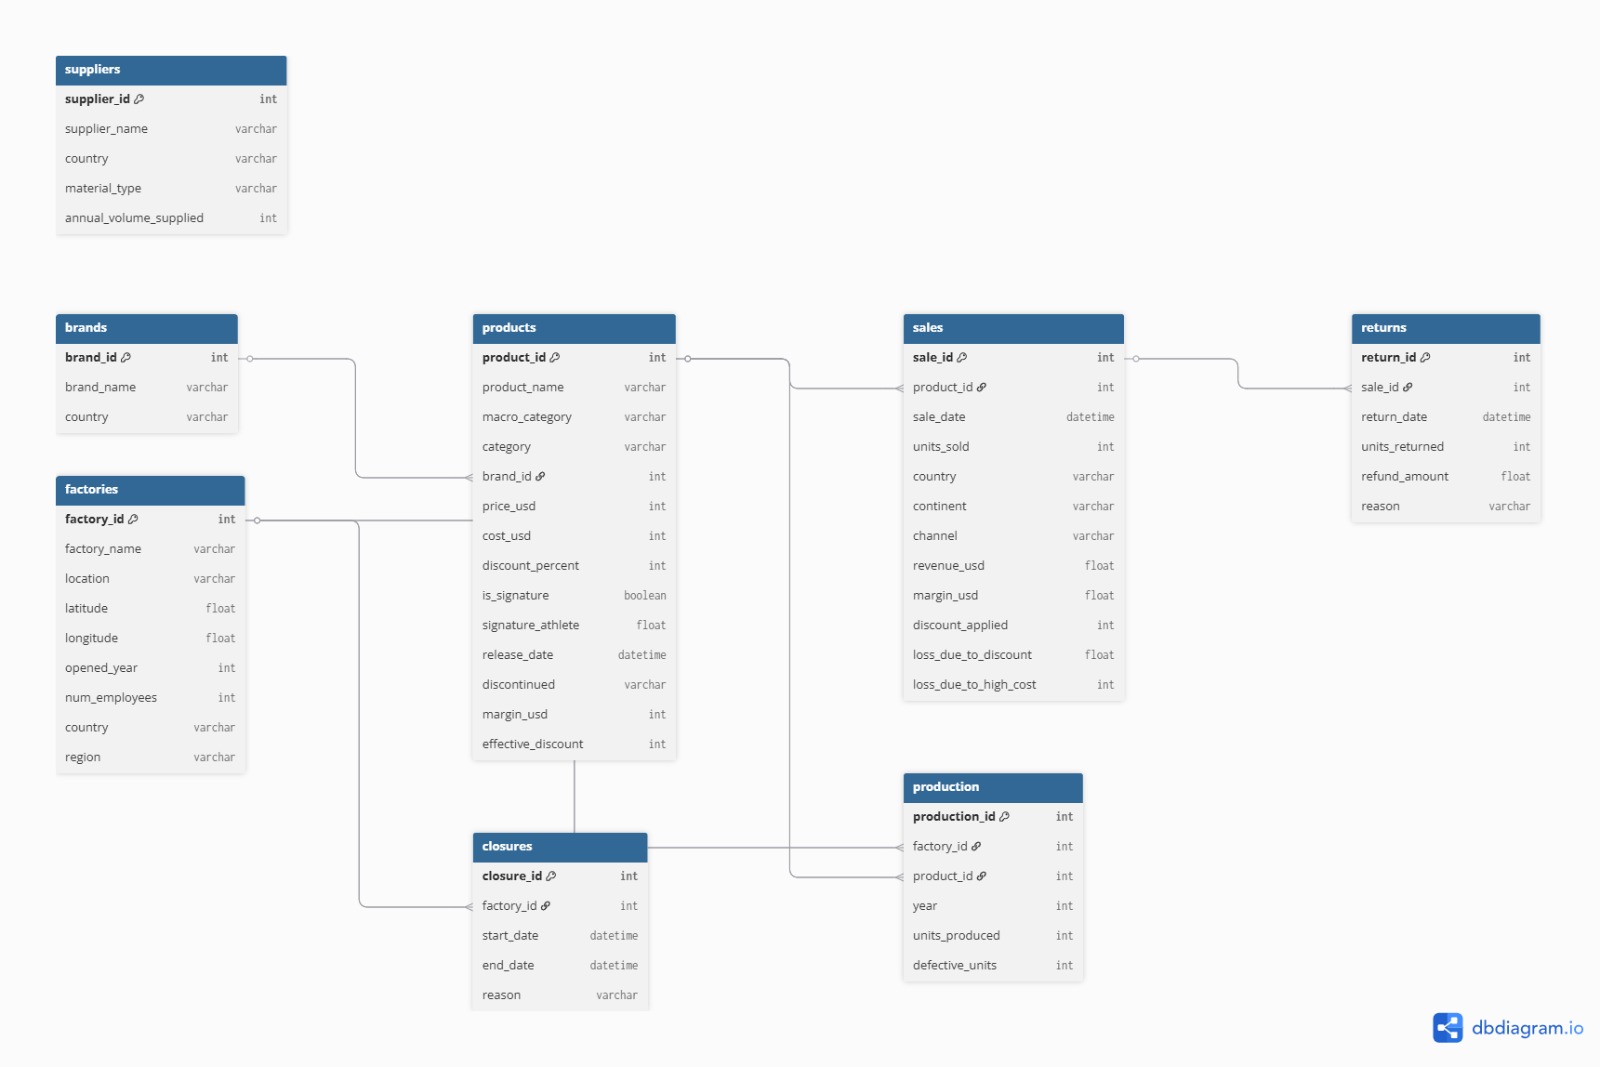 suppliers
supplier_id int
supplier_name varchar
country varchar
material_type varchar
annual_volume_supplied int
brands
brand_id int
brand_name varchar
country varchar
factories
factory_id int
factory_name varchar
location varchar
latitude float
longitude float
opened_year int
num_employees int
country varchar
region varchar
products
product_id int
product_name varchar
macro_category varchar
category varchar
brand_id int
price_usd int
cost_usd int
discount_percent int
is_signature boolean
signature_athlete float
release_date datetime
discontinued varchar
margin_usd int
effective_discount int
closures
closure_id int
factory_id int
start_date datetime
end_date datetime
reason varchar
sales
sale_id int
product_id int
sale_date datetime
units_sold int
country varchar
continent varchar
channel varchar
revenue_usd float
margin_usd float
discount_applied int
loss_due_to_discount float
loss_due_to_high_cost int
production
production_id int
factory_id int
product_id int
year int
units_produced int
defective_units int
returns
return_id int
sale_id int
return_date datetime
units_returned int
refund_amount float
reason varchar
dbdiagram.io